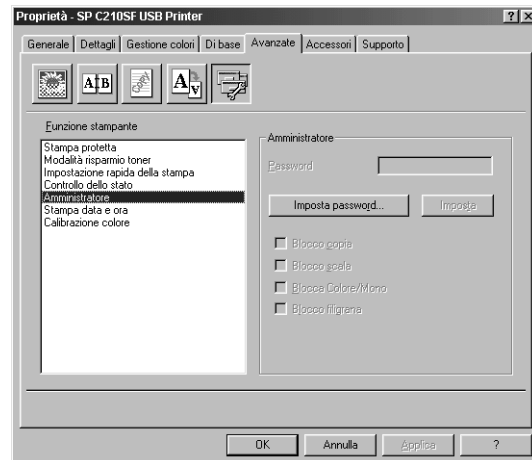 Proprietà - SP C210SF USB Printer
Generale Dettagli Gestione colori Di base Avanzate Accessori Supporto
Funzione stampante
Stampa protetta
Modalità risparmio toner
Impostazione rapida della stampa
Controllo dello stato
Amministratore
Stampa data e ora
Calibrazione colore
Amministratore
Password
Imposta password... Imposta
Blocco copia
Blocco scala
Blocca Colore/Mono
Blocco filigrana
OK Annulla Applica ?